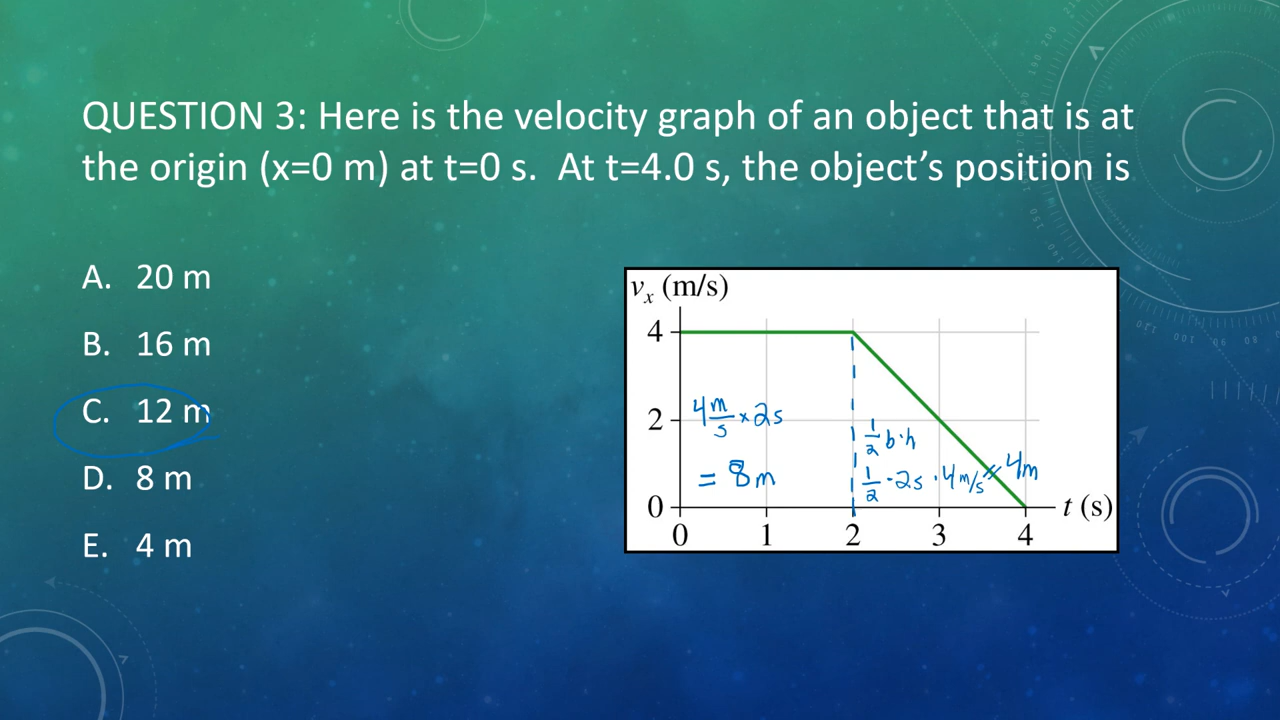 QUESTION 3: Here is the velocity graph of an object that is at
the origin (x=0 m) at t=0 s.  At t=4.0 s, the object’s position is
A. 20 m
B. 16 m
C. 12 m
D. 8 m
E. 4 m
vₓ (m/s)
4
2
0
0 1 2 3 4
t (s)
4 m/s × 2s
= 8m
1/2 b·h
1/2 · 2s · 4 m/s = 4m